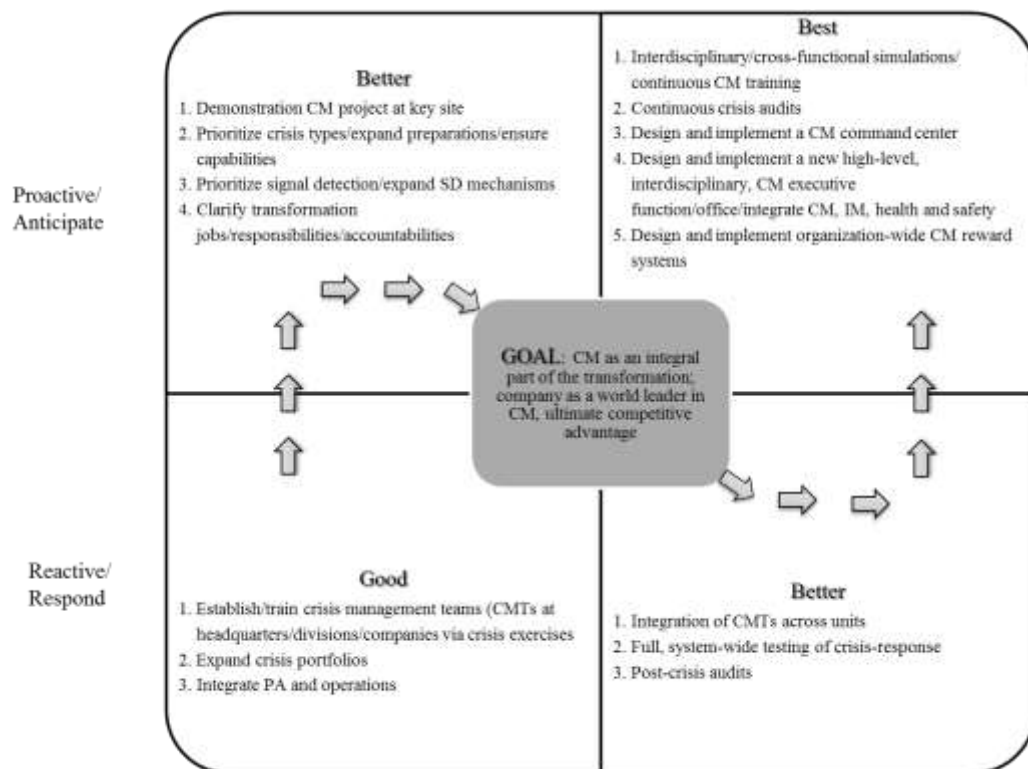 Proactive/
Anticipate
Better
1. Demonstration CM project at key site
2. Prioritize crisis types/expand preparations/ensure
capabilities
3. Prioritize signal detection/expand SD mechanisms
4. Clarify transformation
jobs/responsibilities/accountabilities
Best
1. Interdisciplinary/cross-functional simulations/
continuous CM training
2. Continuous crisis audits
3. Design and implement a CM command center
4. Design and implement a new high-level,
interdisciplinary, CM executive
function/office/integrate CM, IM, health and safety
5. Design and implement organization-wide CM reward
systems
GOAL: CM as an integral
part of the transformation;
company as a world leader in
CM, ultimate competitive
advantage
Reactive/
Respond
Good
1. Establish/train crisis management teams (CMTs at
headquarters/divisions/companies via crisis exercises
2. Expand crisis portfolios
3. Integrate PA and operations
Better
1. Integration of CMTs across units
2. Full, system-wide testing of crisis-response
3. Post-crisis audits